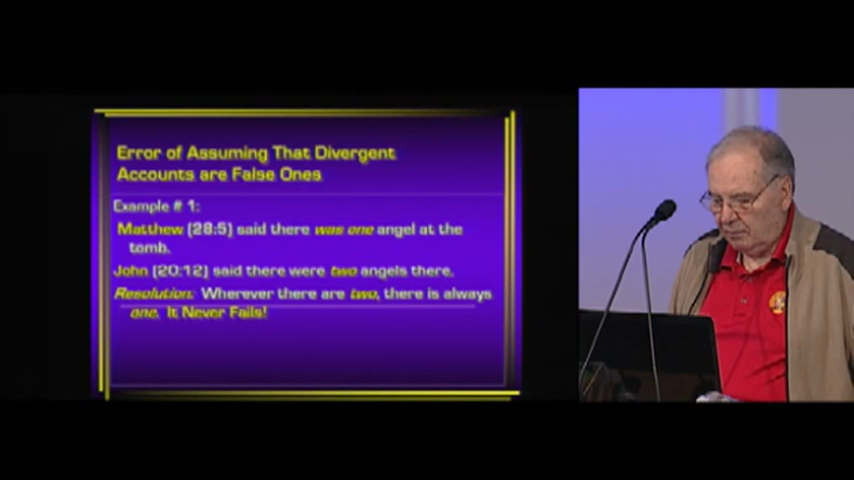 Error of Assuming That Divergent
Accounts are False Ones
Example # 1:
Matthew (28:5) said there was one angel at the
tomb.
John (20:12) said there were two angels there.
Resolution: Wherever there are two, there is always
one. It Never Fails!